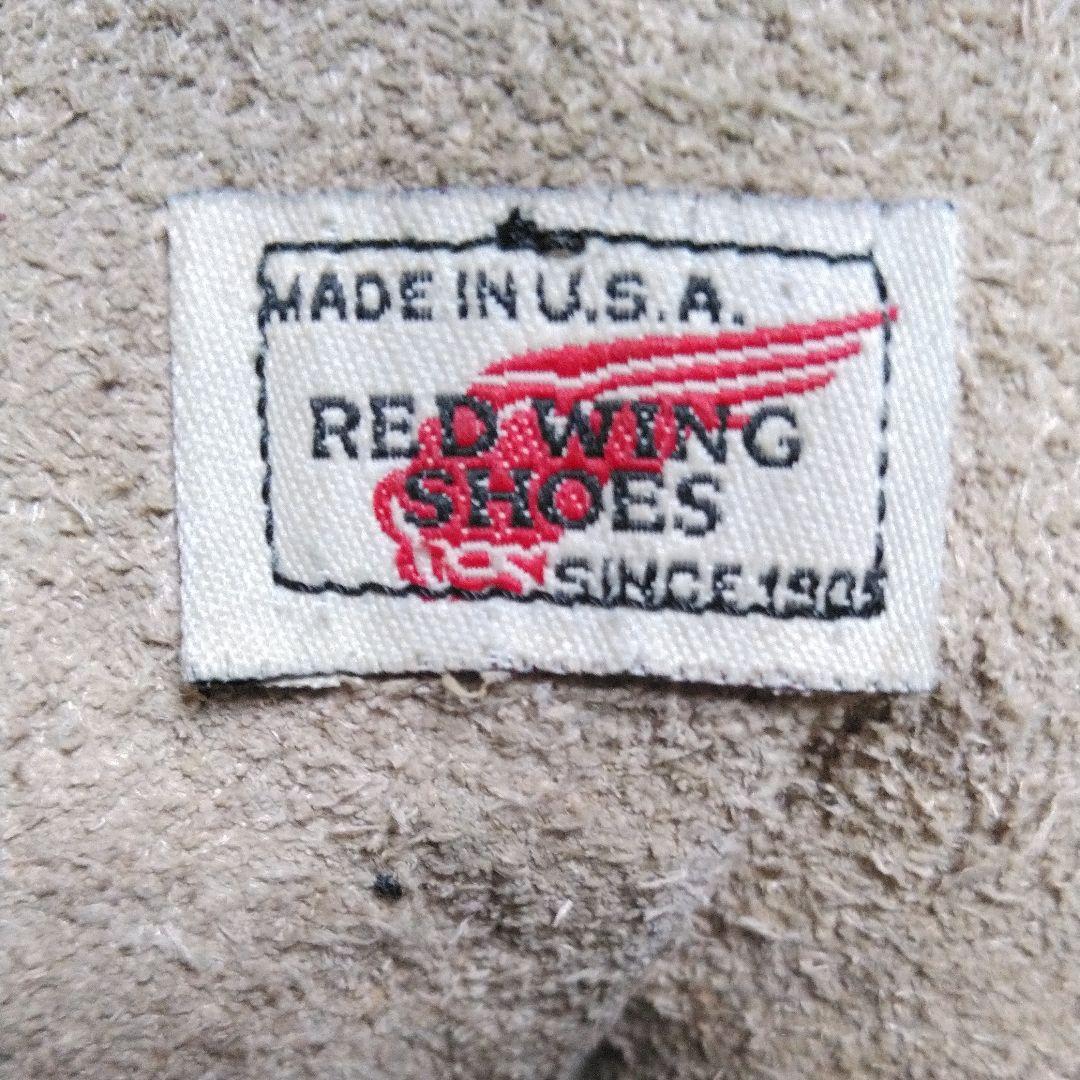 MADE IN U.S.A.
RED WING
SHOES
SINCE 1905